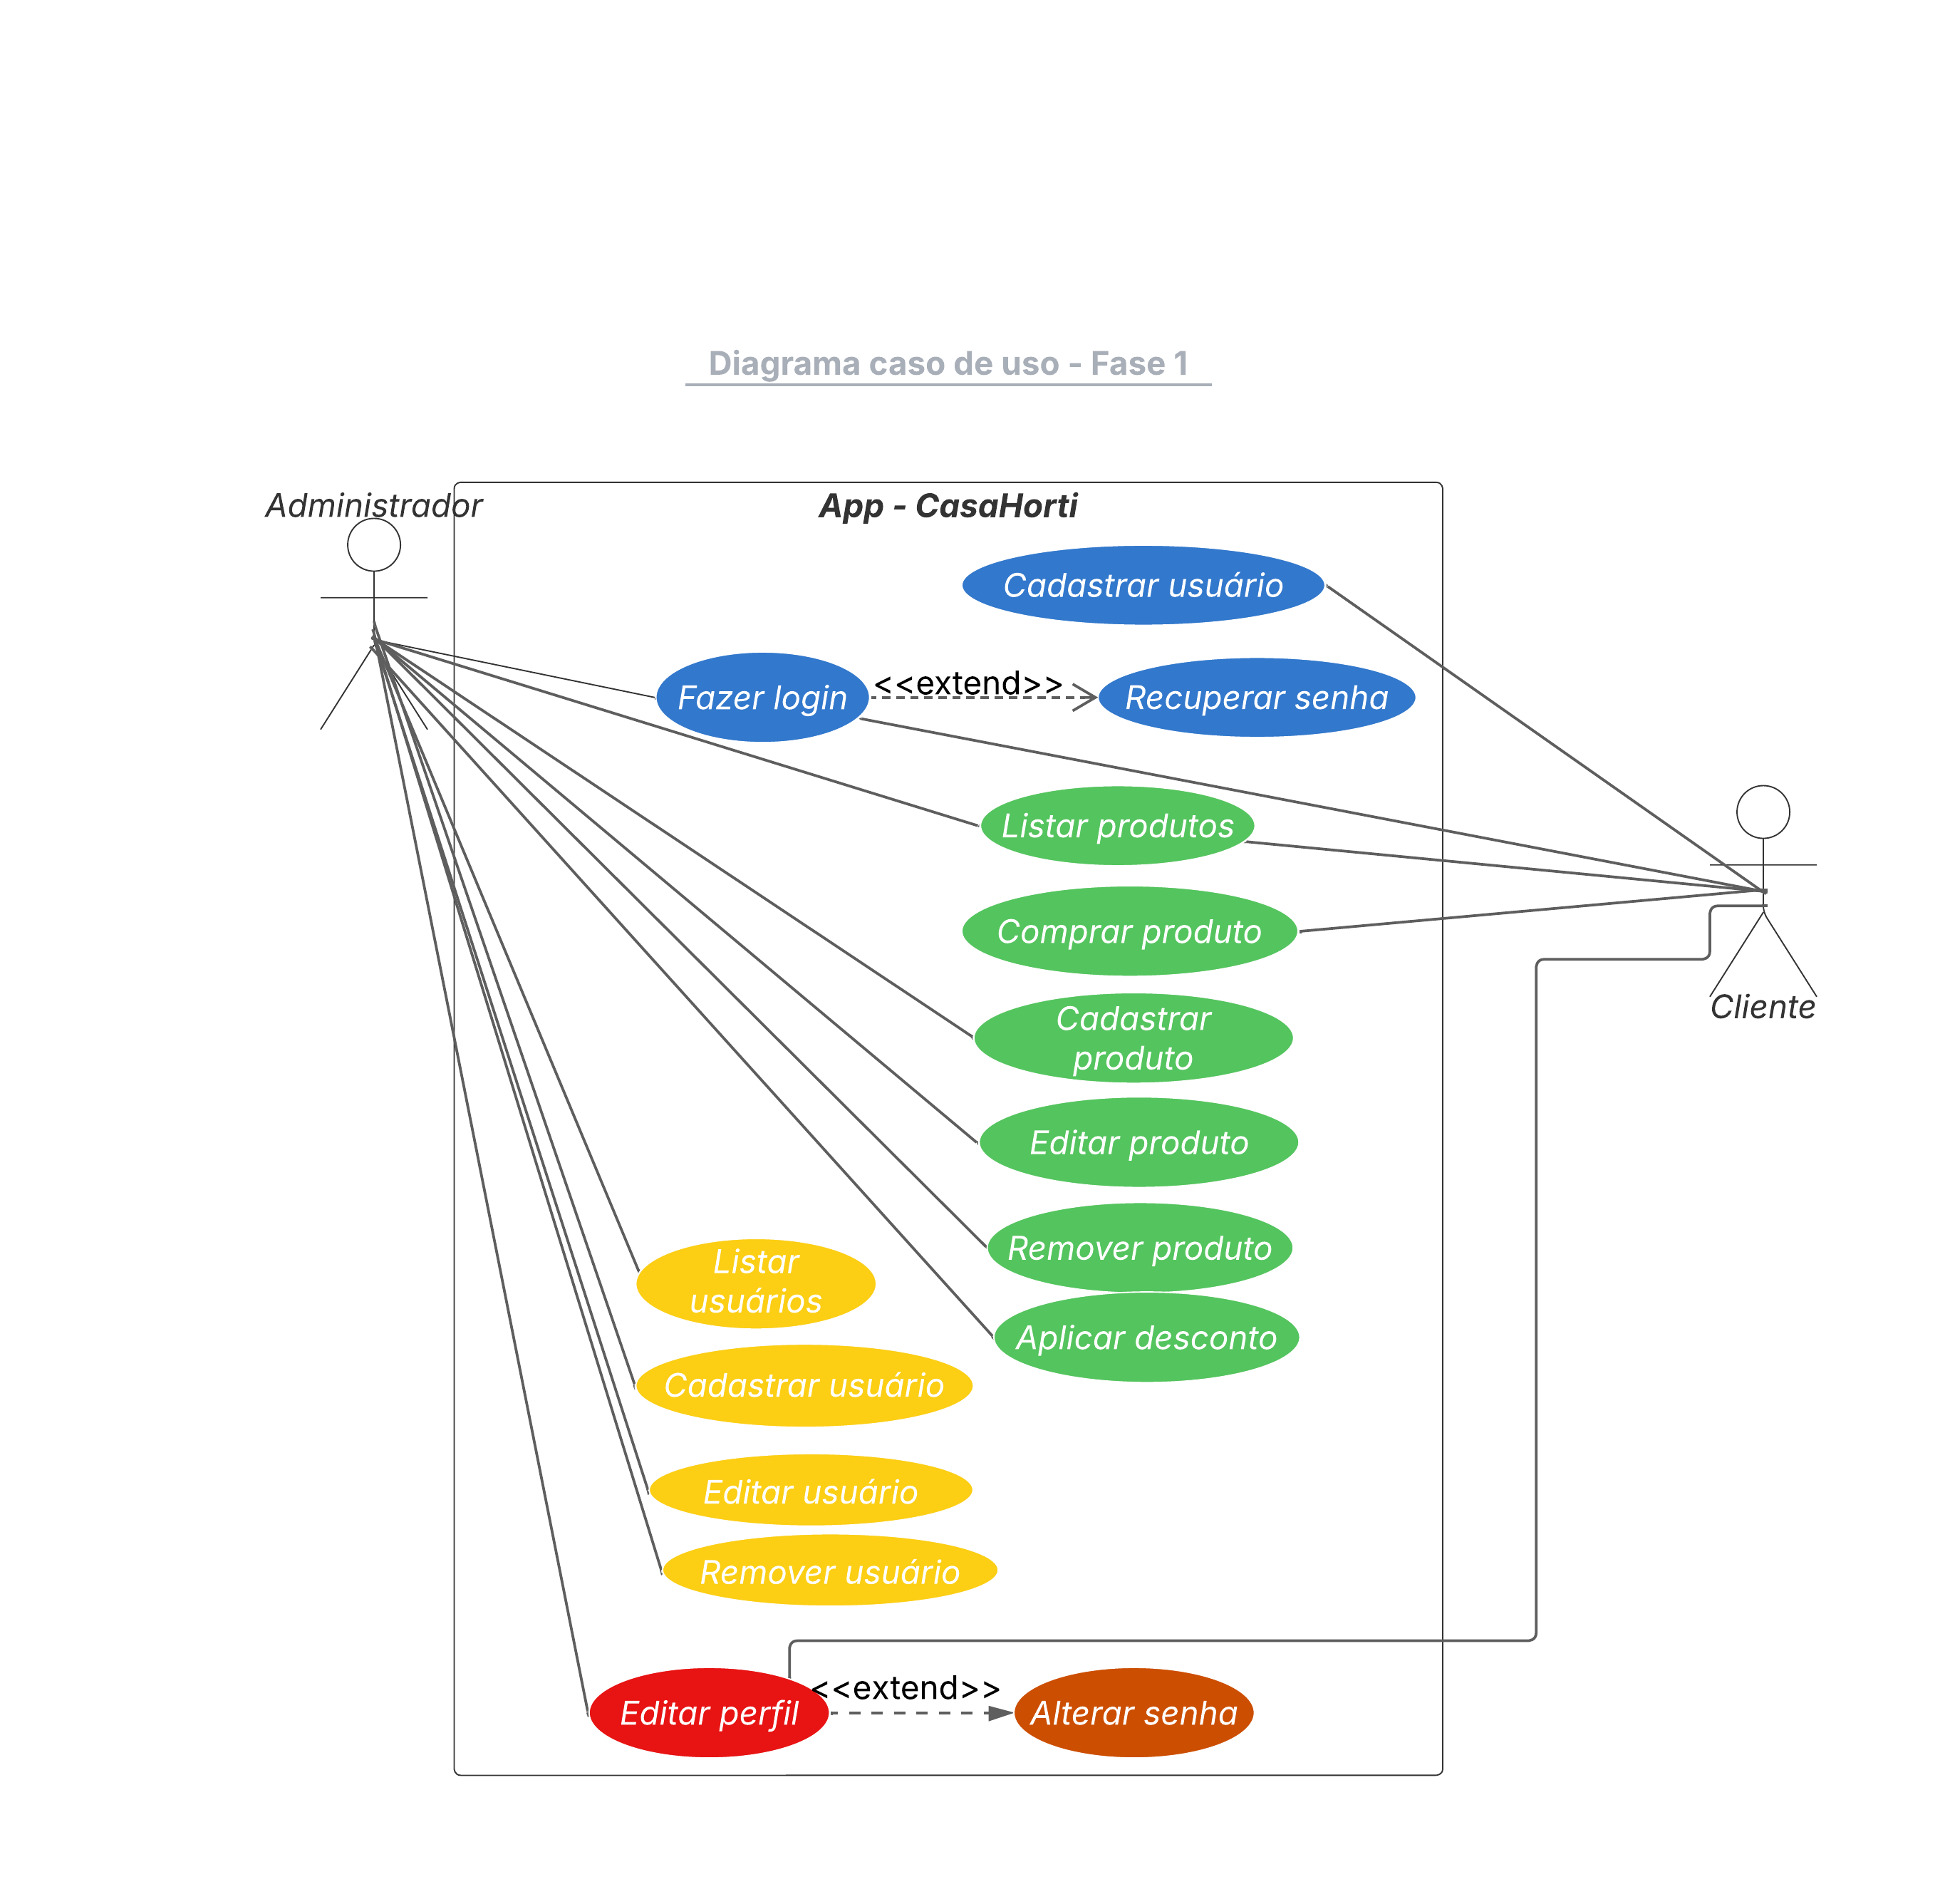 Diagrama caso de uso - Fase 1
Administrador
App - CasaHorti
Cadastrar usuário
Fazer login
<<extend>>
Recuperar senha
Listar produtos
Comprar produto
Cliente
Cadastrar
produto
Editar produto
Remover produto
Listar
usuários
Aplicar desconto
Cadastrar usuário
Editar usuário
Remover usuário
Editar perfil
<<extend>>
Alterar senha